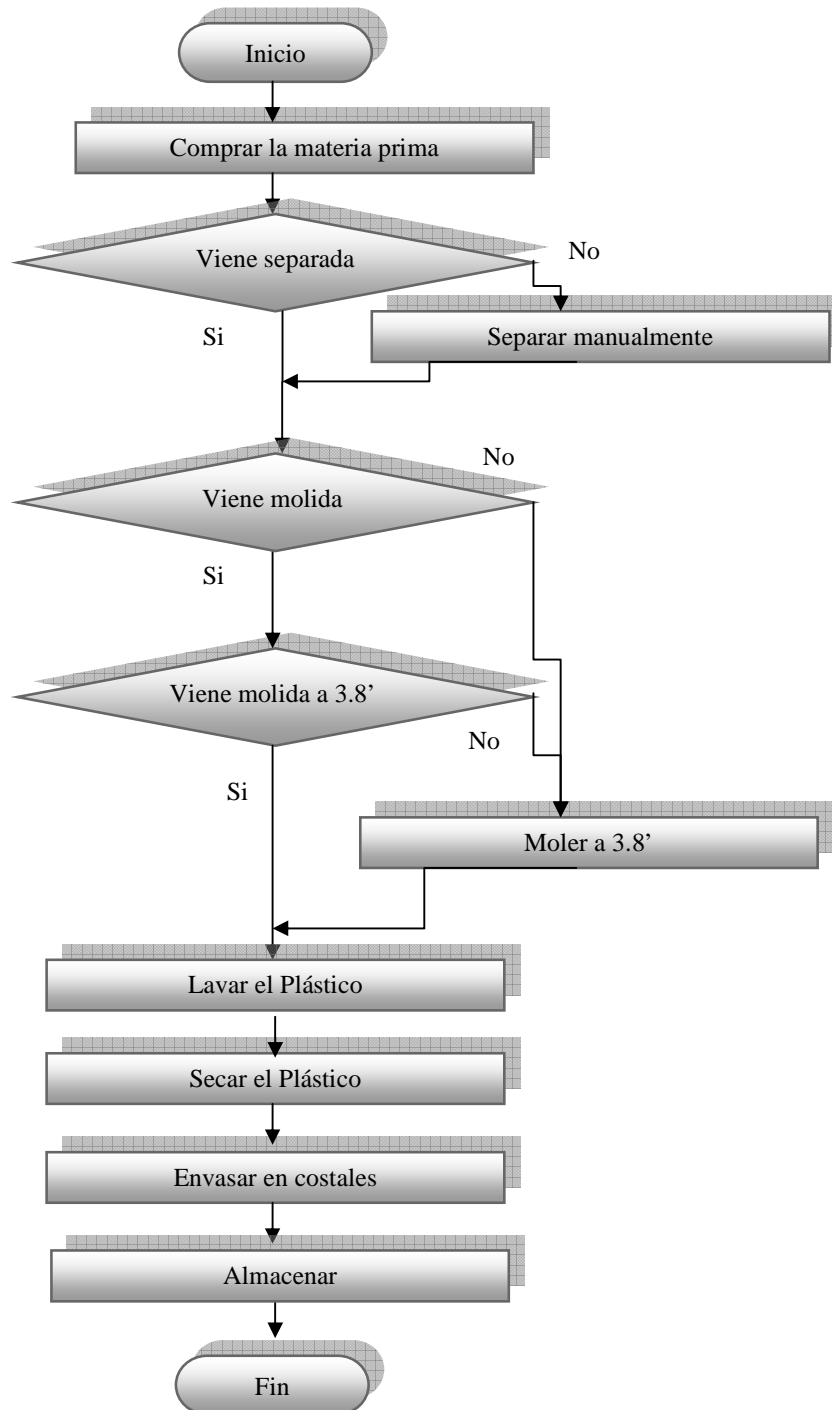 Inicio
Comprar la materia prima
Viene separada
No
Si
Separar manualmente
No
Viene molida
Si
Viene molida a 3.8’
No
Si
Moler a 3.8’
Lavar el Plástico
Secar el Plástico
Envasar en costales
Almacenar
Fin